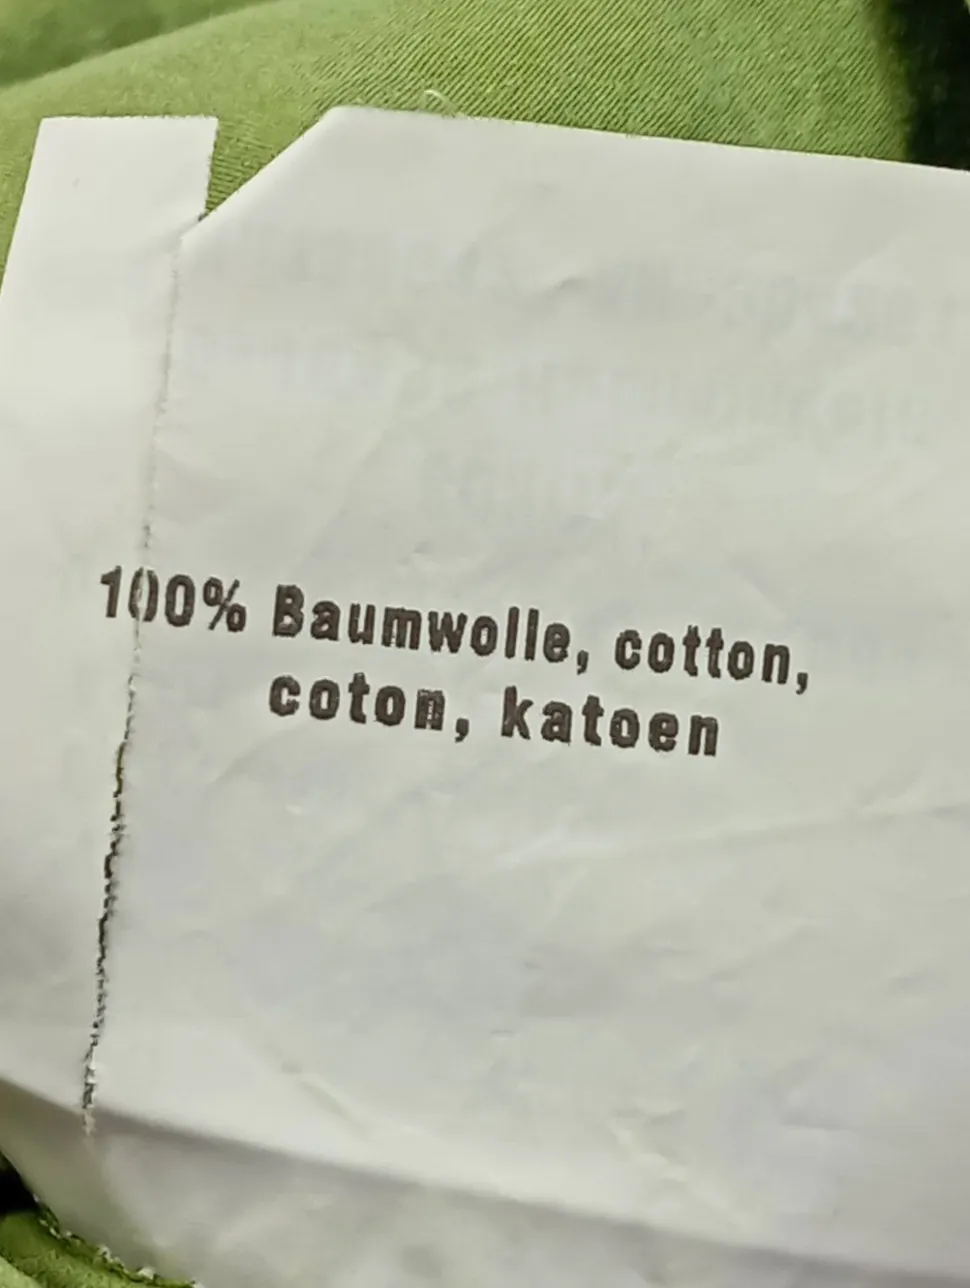 100% Baumwolle, cotton,
coton, katoen